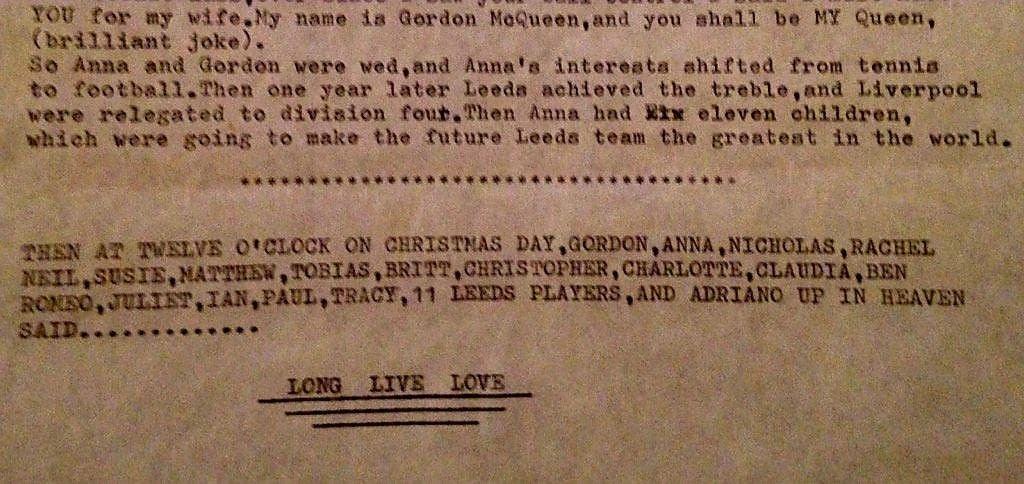 YOU for my wife.My name is Gordon McQueen,and you shall be MY Queen,
(brilliant joke).
So Anna and Gordon were wed,and Anna's interests shifted from tennis
to football.Then one year later Leeds achieved the treble,and Liverpool
were relegated to division four.Then Anna had eleven children,
which were going to make the future Leeds team the greatest in the world.
**************************************
THEN AT TWELVE O'CLOCK ON CHRISTMAS DAY,GORDON,ANNA,NICHOLAS,RACHEL
NEIL,SUSIE,MATTHEW,TOBIAS,BRITT,CHRISTOPHER,CHARLOTTE,CLAUDIA,BEN
ROMEO,JULIET,IAN,PAUL,TRACY,11 LEEDS PLAYERS,AND ADRIANO UP IN HEAVEN
SAID..............
LONG LIVE LOVE